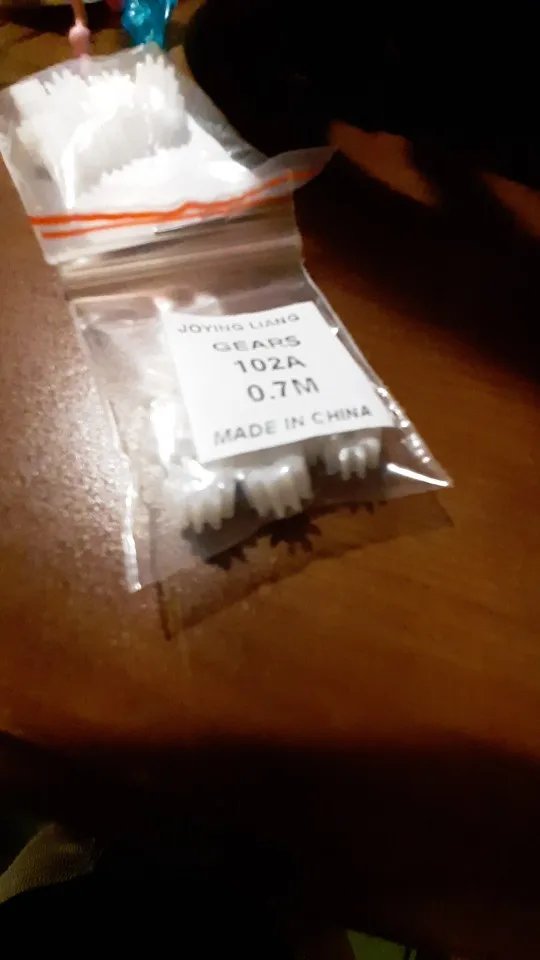 JOYING LIANG
GEARS
102A
0.7M
MADE IN CHINA